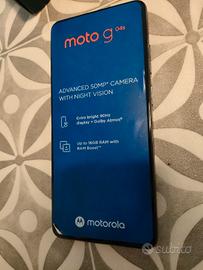 moto g 04s
ADVANCED 50MP* CAMERA
WITH NIGHT VISION
Extra bright 90Hz
display + Dolby Atmos®
Up to 16GB RAM with
RAM Boost**
motorola
subito